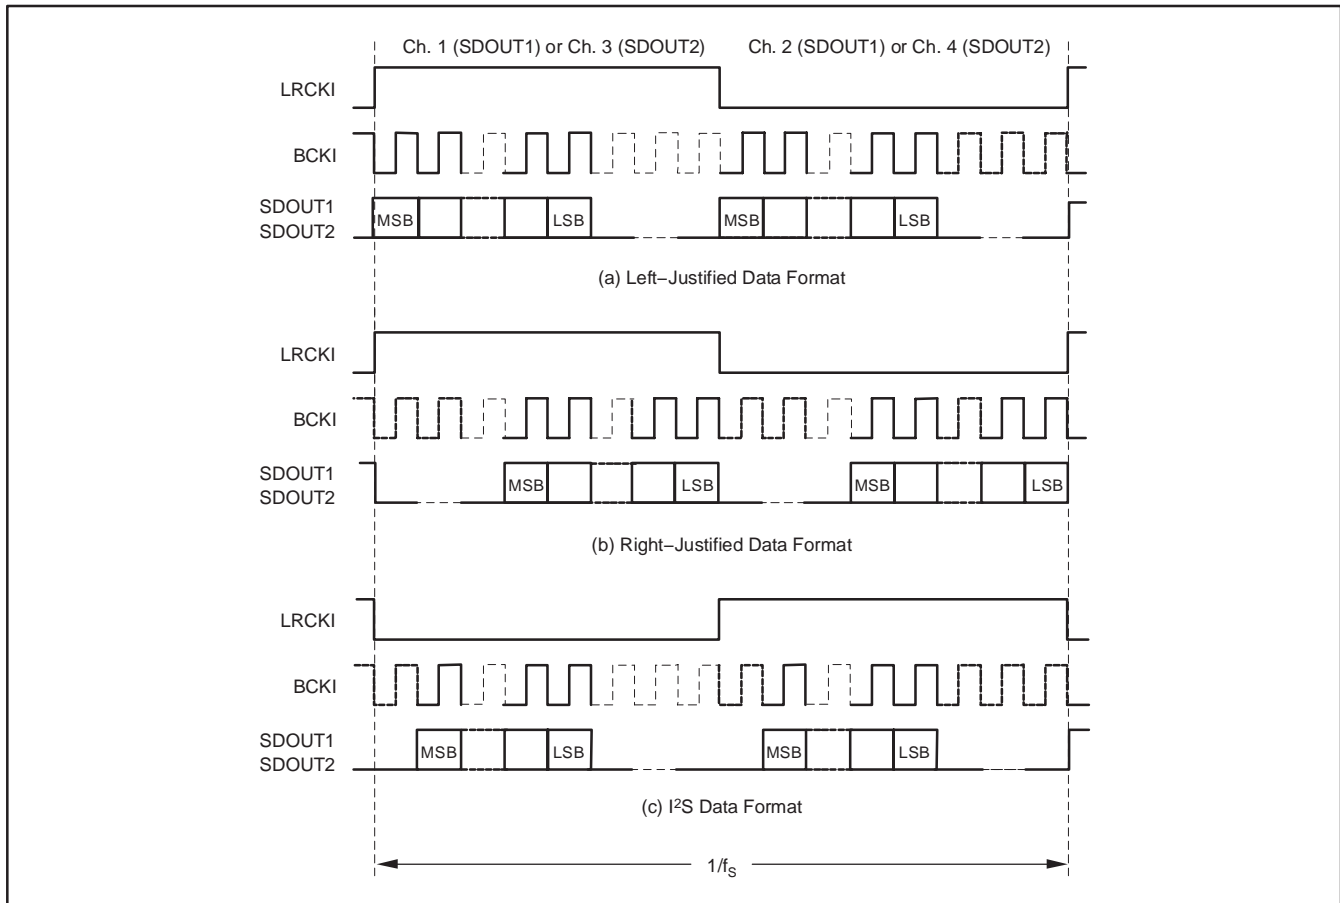 Ch. 1 (SDOUT1) or Ch. 3 (SDOUT2) Ch. 2 (SDOUT1) or Ch. 4 (SDOUT2)
LRCKI
BCKI
SDOUT1
SDOUT2
MSB LSB MSB LSB
(a) Left−Justified Data Format
LRCKI
BCKI
SDOUT1
SDOUT2
MSB LSB MSB LSB
(b) Right−Justified Data Format
LRCKI
BCKI
SDOUT1
SDOUT2
MSB LSB MSB LSB
(c) I²S Data Format
1/fS